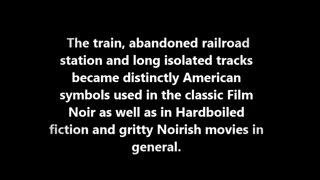 The train, abandoned railroad
station and long isolated tracks
became distinctly American
symbols used in the classic Film
Noir as well as in Hardboiled
fiction and gritty Noirish movies in
general.